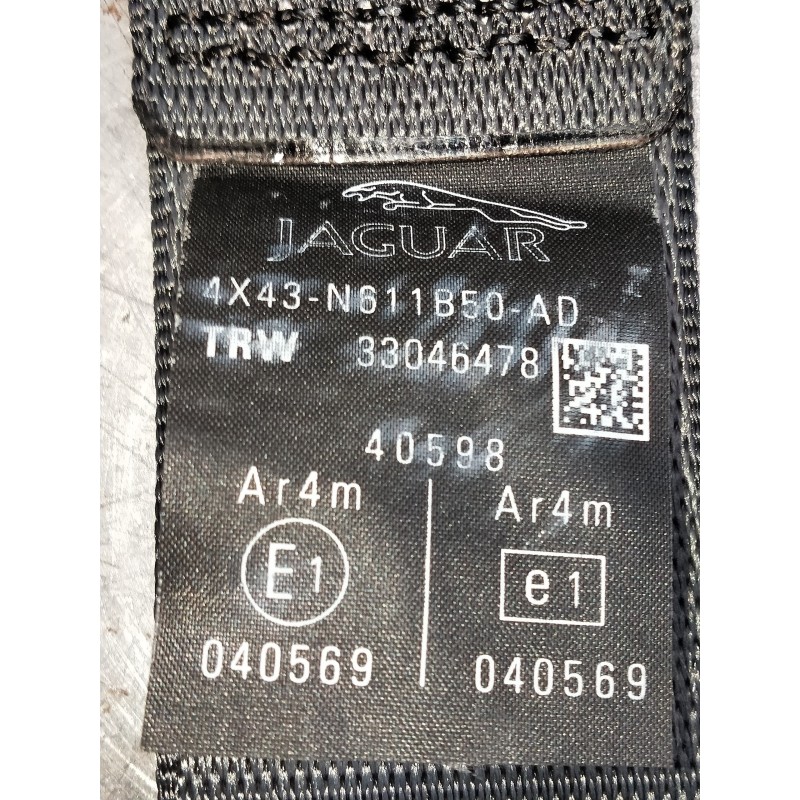 JAGUAR
4X43-N611B50-AD
TRW 33046478
40598
Ar4m Ar4m
E1 e1
040569 040569